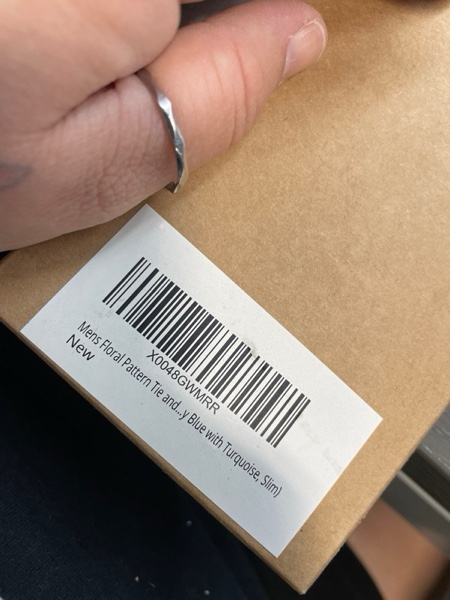 X0048GWMRR
Mens Floral Pattern Tie and...y Blue with Turquoise, Slim)
New